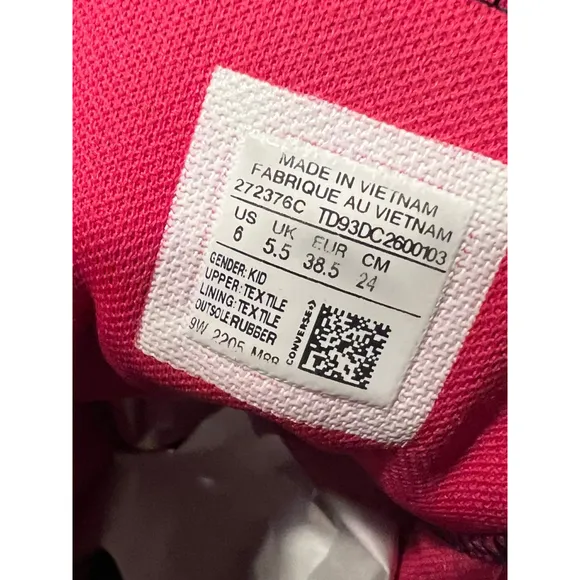 MADE IN VIETNAM
FABRIQUE AU VIETNAM
272376C TD93DC2600103
US UK EUR CM
6 5.5 38.5 24
GENDER: KID
UPPER: TEXTILE
LINING: TEXTILE
OUTSOLE RUBBER
9W 2205 M88
CONVERSE